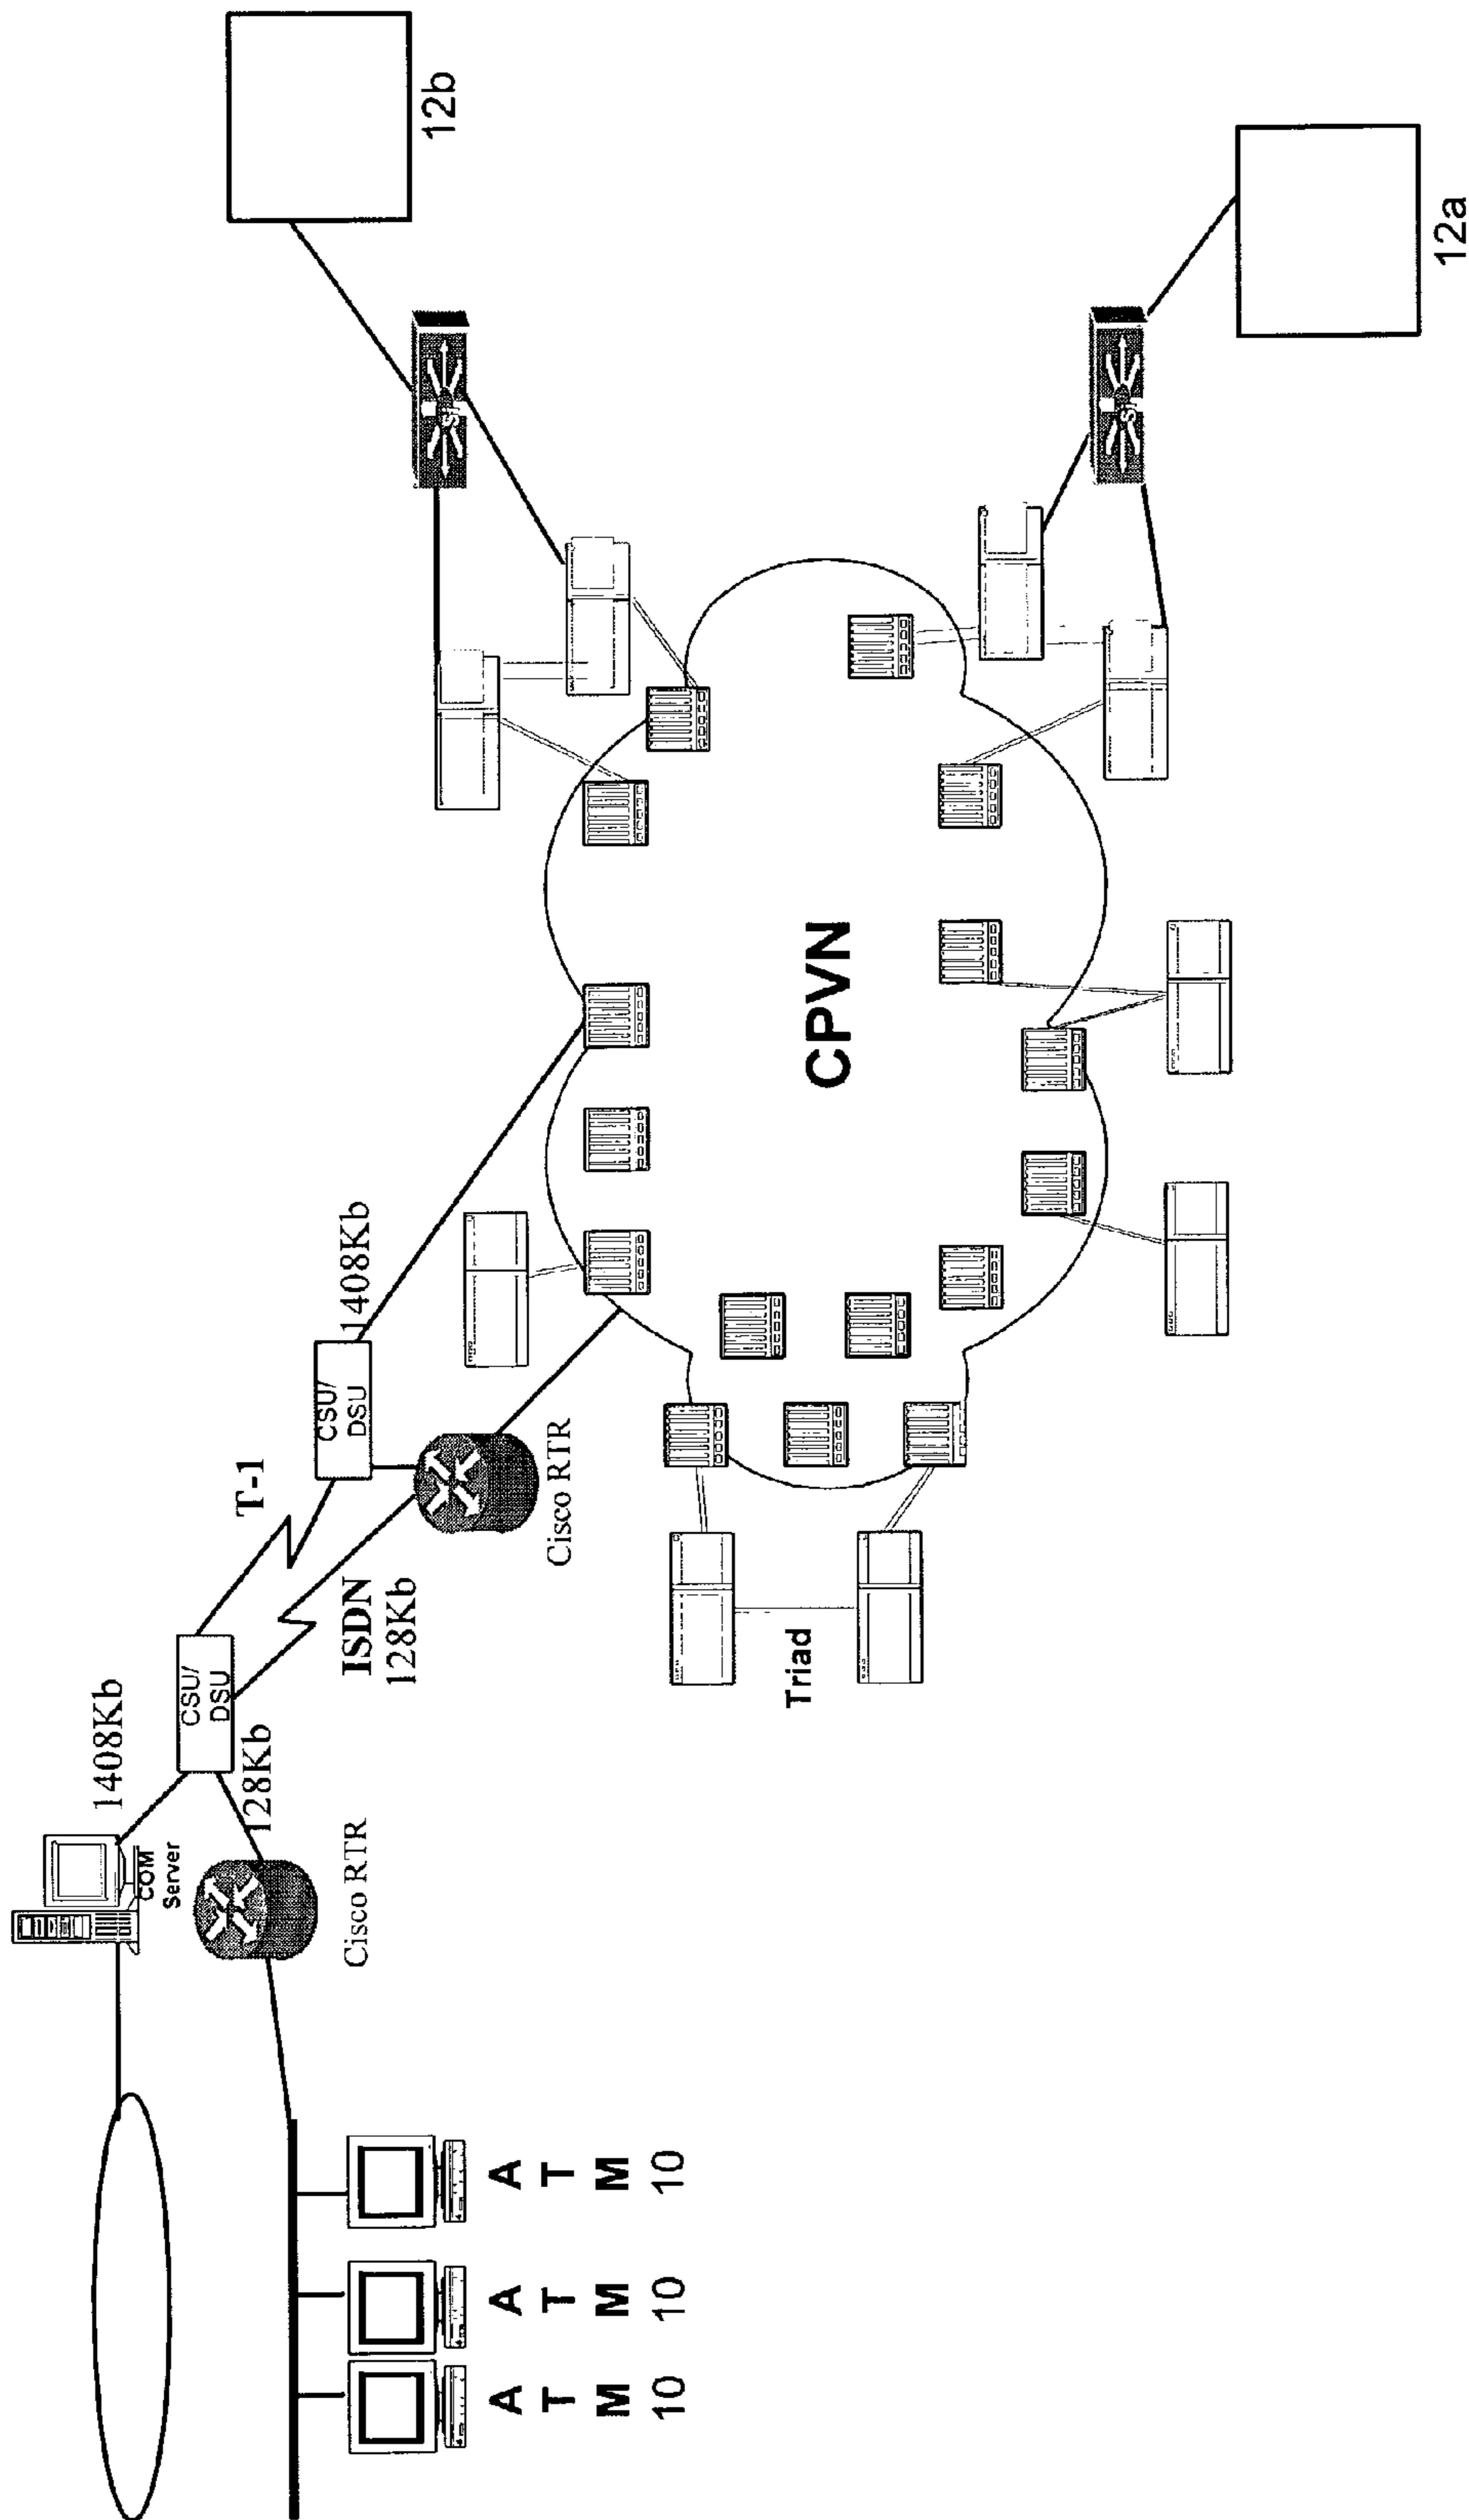 1408Kb
COM
Server
CSU/
DSU
128Kb
T-1
Cisco RTR
CSU/
DSU
1408Kb
ISDN
128Kb
12b
Cisco RTR
A A A
T T T
M M M
10 10 10
Triad
CPVN
12a